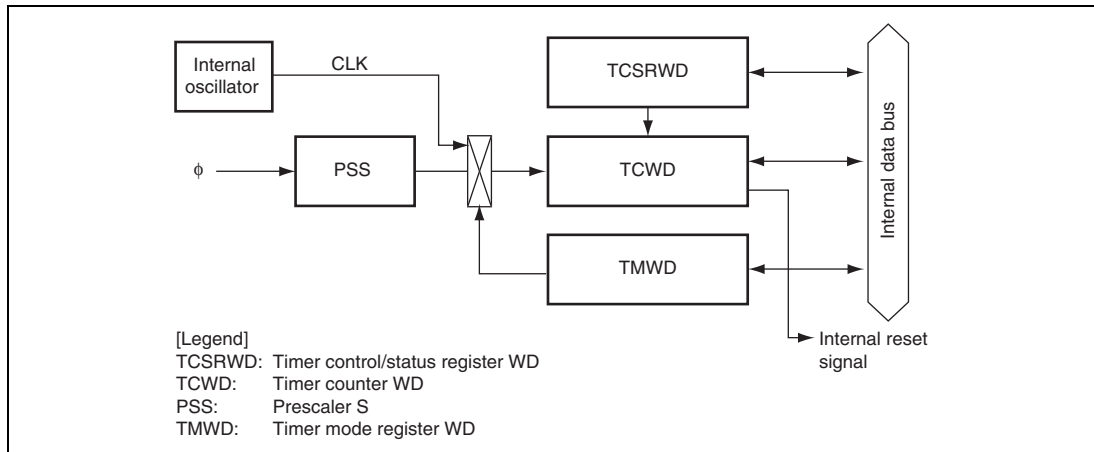 Internal
oscillator
CLK
TCSRWD
φ
PSS
TCWD
TMWD
Internal data bus
Internal reset
signal
[Legend]
TCSRWD: Timer control/status register WD
TCWD: Timer counter WD
PSS: Prescaler S
TMWD: Timer mode register WD